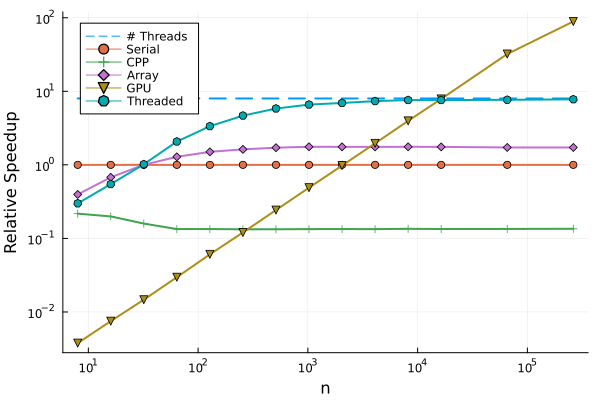 10²
10¹
10⁰
10⁻¹
10⁻²
Relative Speedup
# Threads
Serial
CPP
Array
GPU
Threaded
10¹ 10² 10³ 10⁴ 10⁵
n